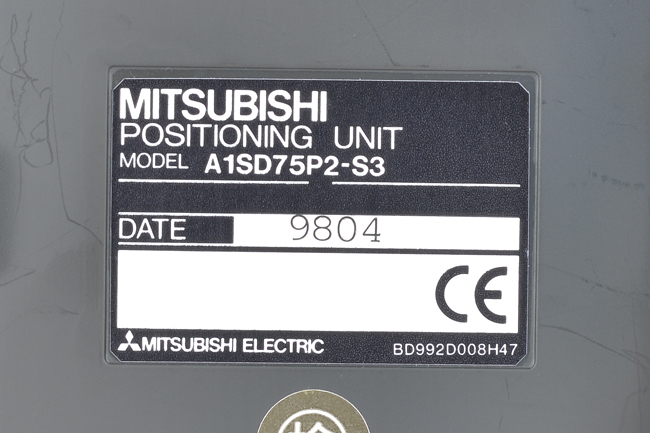 MITSUBISHI
POSITIONING UNIT
MODEL A1SD75P2-S3
DATE 9804
CE
MITSUBISHI ELECTRIC BD992D008H47